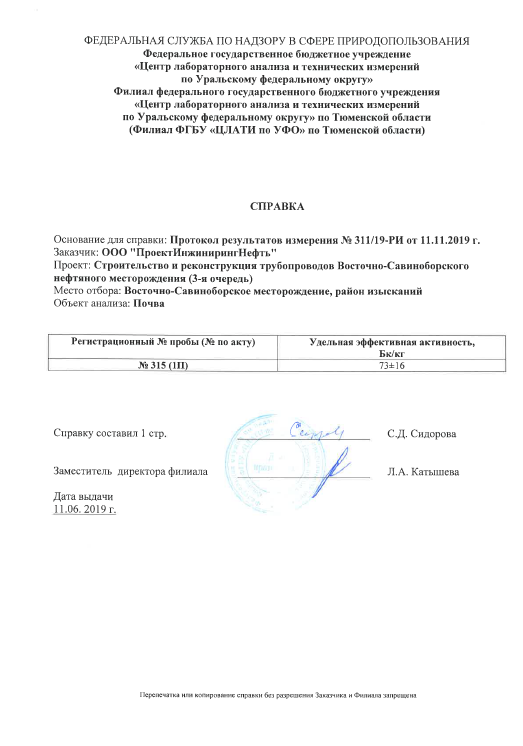 ФЕДЕРАЛЬНАЯ СЛУЖБА ПО НАДЗОРУ В СФЕРЕ ПРИРОДОПОЛЬЗОВАНИЯ
Федеральное государственное бюджетное учреждение
«Центр лабораторного анализа и технических измерений
по Уральскому федеральному округу»
Филиал федерального государственного бюджетного учреждения
«Центр лабораторного анализа и технических измерений
по Уральскому федеральному округу» по Тюменской области
(Филиал ФГБУ «ЦЛАТИ по УФО» по Тюменской области)
СПРАВКА
Основание для справки: Протокол результатов измерения № 311/19-РИ от 11.11.2019 г.
Заказчик: ООО "ПроектИнжинирингНефть"
Проект: Строительство и реконструкция трубопроводов Восточно-Савиноборского
нефтяного месторождения (3-я очередь)
Место отбора: Восточно-Савиноборское месторождение, район изысканий
Объект анализа: Почва
Регистрационный № пробы (№ по акту)
Удельная эффективная активность,
Бк/кг
№ 315 (1П)
73±16
Справку составил 1 стр.
С.Д. Сидорова
Заместитель директора филиала
Л.А. Катышева
Дата выдачи
11.06. 2019 г.
Перепечатка или копирование справки без разрешения Заказчика и Филиала запрещена